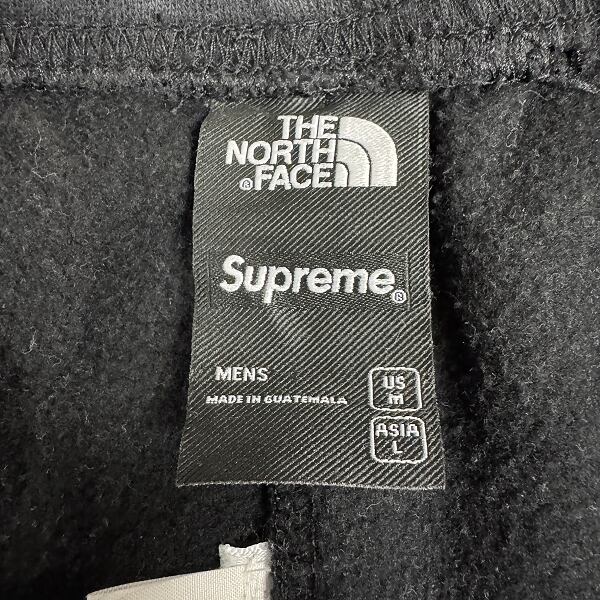 THE
NORTH
® FACE
Supreme®
MENS
MADE IN GUATEMALA
US
M
ASIA
L